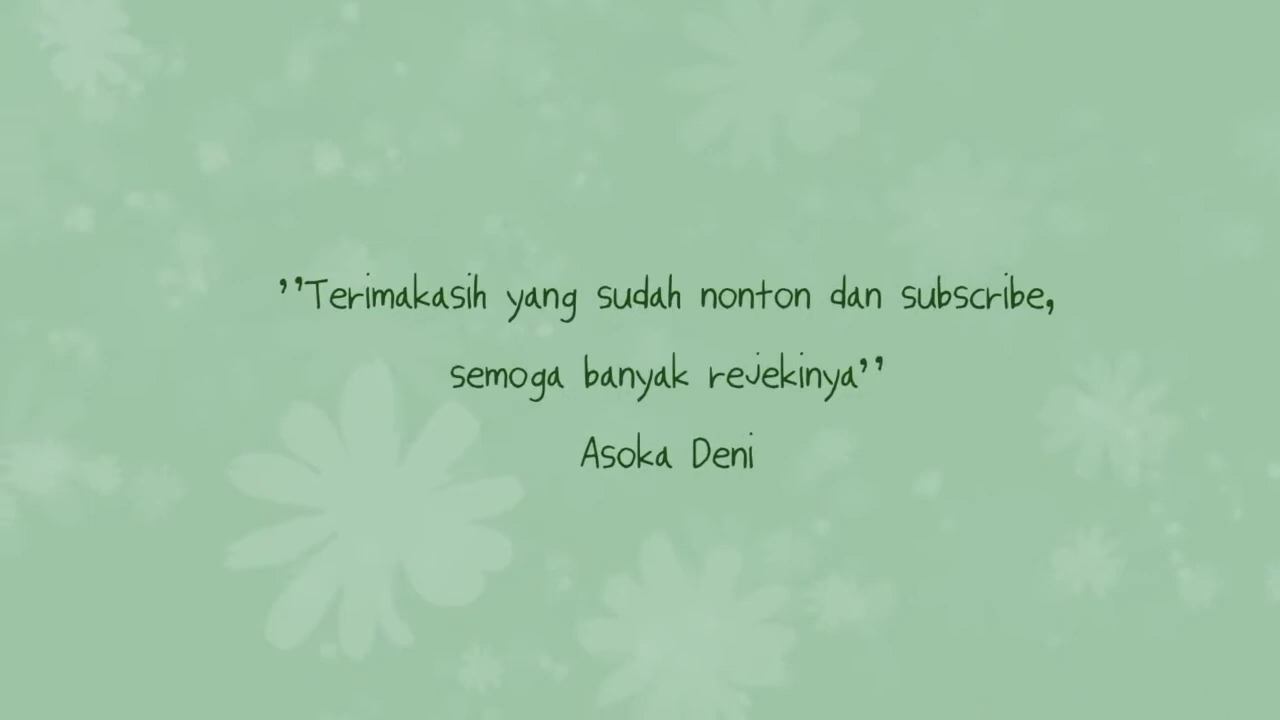 ’’Terimakasih yang sudah nonton dan subscribe,
semoga banyak rejekinya’’
Asoka Deni